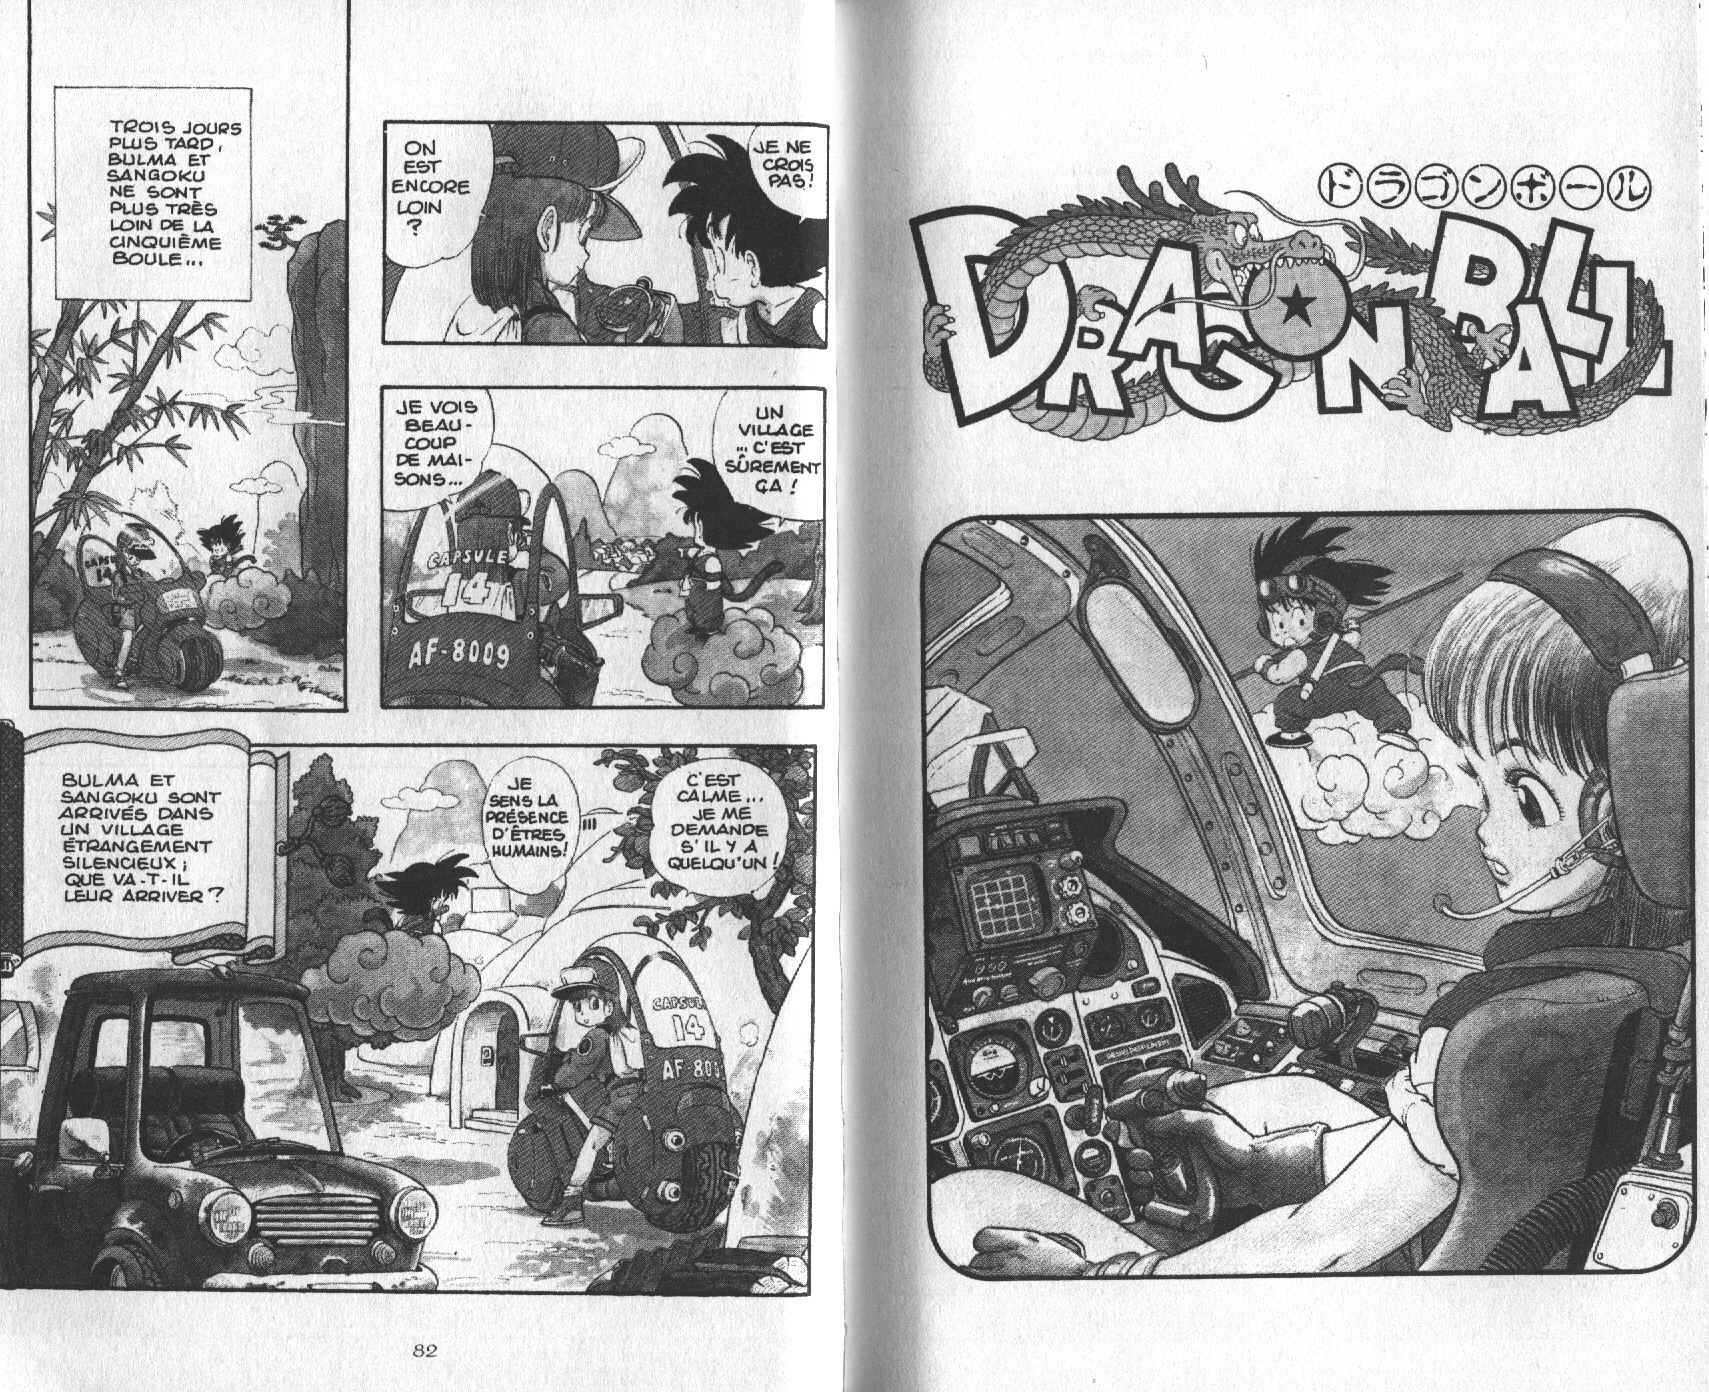 TROIS JOURS
PLUS TARD,
BULMA ET
SANGOKU
NE SONT
PLUS TRÈS
LOIN DE LA
CINQUIÈME
BOULE...
ON
EST
ENCORE
LOIN
?
JE NE
CROIS
PAS!
CAPSULE
14
JE VOIS
BEAU-
COUP
DE MAI-
SONS...
UN
VILLAGE
... C'EST
SÛREMENT
ÇA !
CAPSULE
14
AF-8009
BULMA ET
SANGOKU SONT
ARRIVÉS DANS
UN VILLAGE
ÉTRANGEMENT
SILENCIEUX ;
QUE VA-T-IL
LEUR ARRIVER ?
JE
SENS LA
PRÉSENCE
D'ÊTRES
HUMAINS!
C'EST
CALME...
JE ME
DEMANDE
S'IL Y A
QUELQU'UN !
CAPSULE
14
AF-8009
82
ドラゴンボール
DRAGON BALL